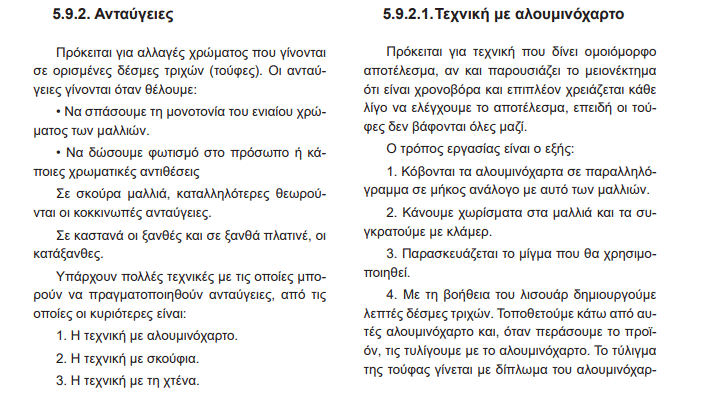 5.9.2. Ανταύγειες
Πρόκειται για αλλαγές χρώματος που γίνονται
σε ορισμένες δέσμες τριχών (τούφες). Οι ανταύ-
γειες γίνονται όταν θέλουμε:
• Να σπάσουμε τη μονοτονία του ενιαίου χρώ-
ματος των μαλλιών.
• Να δώσουμε φωτισμό στο πρόσωπο ή κά-
ποιες χρωματικές αντιθέσεις
Σε σκούρα μαλλιά, καταλληλότερες θεωρού-
νται οι κοκκινωπές ανταύγειες.
Σε καστανά οι ξανθές και σε ξανθά πλατινέ, οι
κατάξανθες.
Υπάρχουν πολλές τεχνικές με τις οποίες μπο-
ρούν να πραγματοποιηθούν ανταύγειες, από τις
οποίες οι κυριότερες είναι:
1. Η τεχνική με αλουμινόχαρτο.
2. Η τεχνική με σκούφια.
3. Η τεχνική με τη χτένα.
5.9.2.1. Τεχνική με αλουμινόχαρτο
Πρόκειται για τεχνική που δίνει ομοιόμορφο
αποτέλεσμα, αν και παρουσιάζει το μειονέκτημα
ότι είναι χρονοβόρα και επιπλέον χρειάζεται κάθε
λίγο να ελέγχουμε το αποτέλεσμα, επειδή οι τού-
φες δεν βάφονται όλες μαζί.
Ο τρόπος εργασίας είναι ο εξής:
1. Κόβονται τα αλουμινόχαρτα σε παραλληλό-
γραμμα σε μήκος ανάλογο με αυτό των μαλλιών.
2. Κάνουμε χωρίσματα στα μαλλιά και τα συ-
γκρατούμε με κλάμερ.
3. Παρασκευάζεται το μίγμα που θα χρησιμο-
ποιηθεί.
4. Με τη βοήθεια του λισουάρ δημιουργούμε
λεπτές δέσμες τριχών. Τοποθετούμε κάτω από αυ-
τές αλουμινόχαρτο και, όταν περάσουμε το προϊ-
όν, τις τυλίγουμε με το αλουμινόχαρτο. Το τύλιγμα
της τούφας γίνεται με δίπλωμα του αλουμινόχαρ-